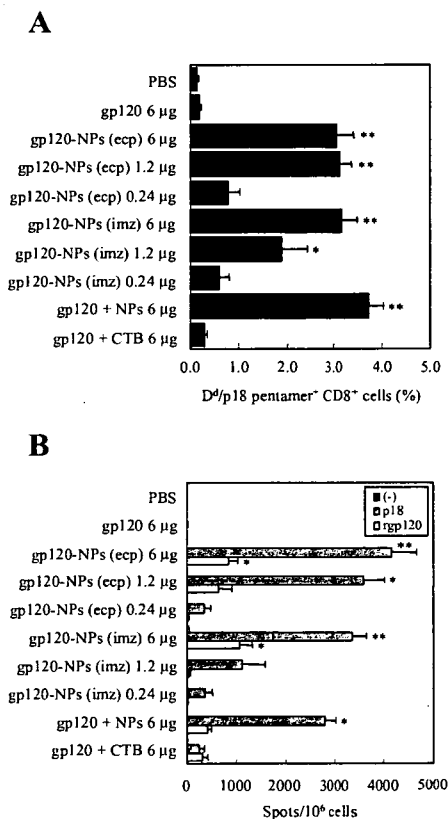 A
PBS
gp120 6 µg
gp120-NPs (ecp) 6 µg **
gp120-NPs (ecp) 1.2 µg **
gp120-NPs (ecp) 0.24 µg
gp120-NPs (imz) 6 µg **
gp120-NPs (imz) 1.2 µg *
gp120-NPs (imz) 0.24 µg
gp120 + NPs 6 µg **
gp120 + CTB 6 µg
0.0 1.0 2.0 3.0 4.0 5.0
Dᵈ/p18 pentamer⁺ CD8⁺ cells (%)
B
(-)
p18
rgp120
PBS
gp120 6 µg
gp120-NPs (ecp) 6 µg **
*
gp120-NPs (ecp) 1.2 µg *
gp120-NPs (ecp) 0.24 µg
gp120-NPs (imz) 6 µg **
*
gp120-NPs (imz) 1.2 µg
gp120-NPs (imz) 0.24 µg
gp120 + NPs 6 µg *
gp120 + CTB 6 µg
0 1000 2000 3000 4000 5000
Spots/10⁶ cells